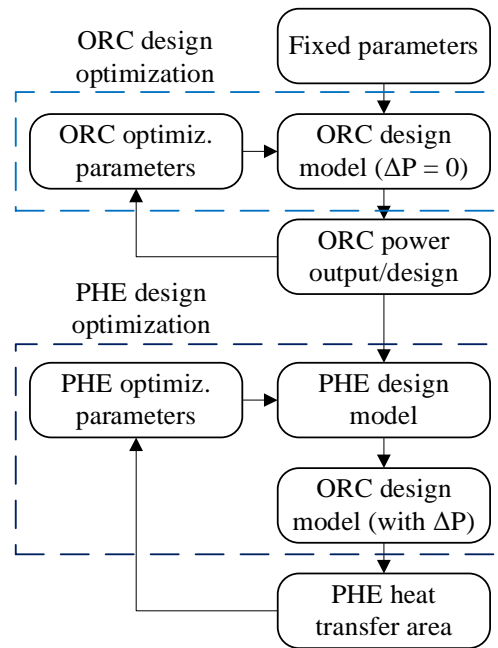 ORC design
optimization
Fixed parameters
ORC optimiz.
parameters
ORC design
model (ΔP = 0)
ORC power
output/design
PHE design
optimization
PHE optimiz.
parameters
PHE design
model
ORC design
model (with ΔP)
PHE heat
transfer area